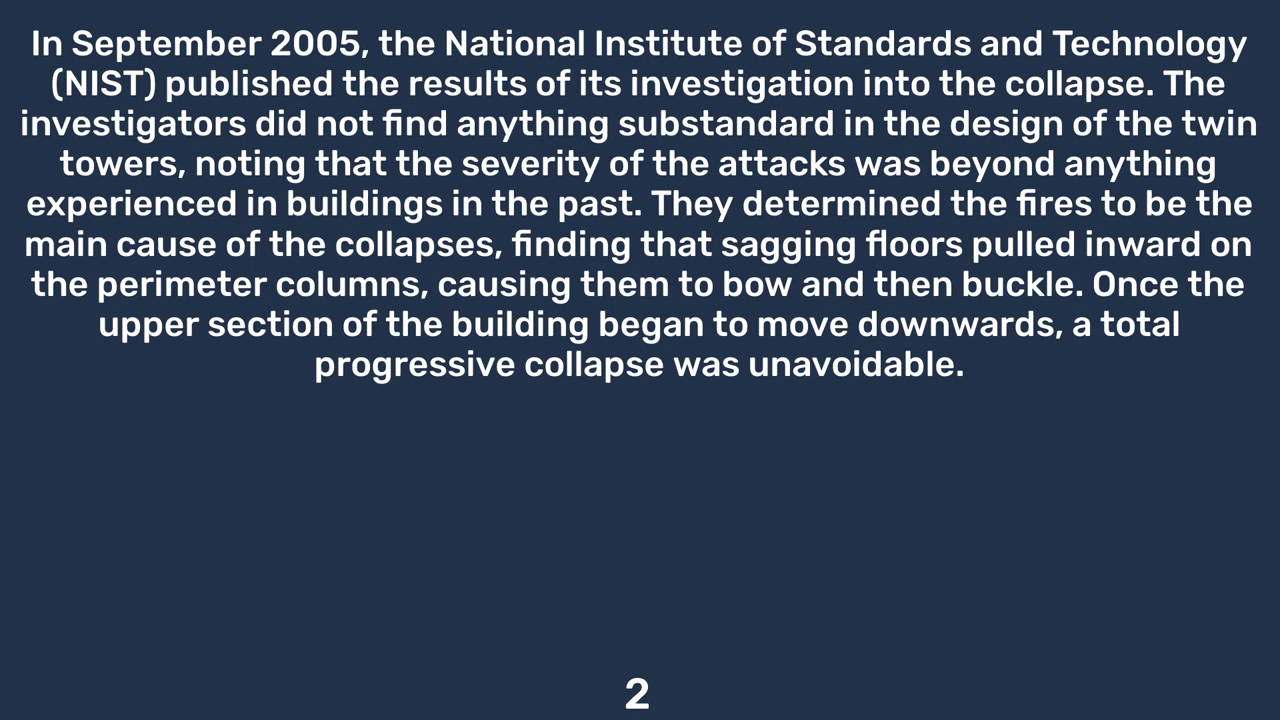 In September 2005, the National Institute of Standards and Technology
(NIST) published the results of its investigation into the collapse. The
investigators did not find anything substandard in the design of the twin
towers, noting that the severity of the attacks was beyond anything
experienced in buildings in the past. They determined the fires to be the
main cause of the collapses, finding that sagging floors pulled inward on
the perimeter columns, causing them to bow and then buckle. Once the
upper section of the building began to move downwards, a total
progressive collapse was unavoidable.
2